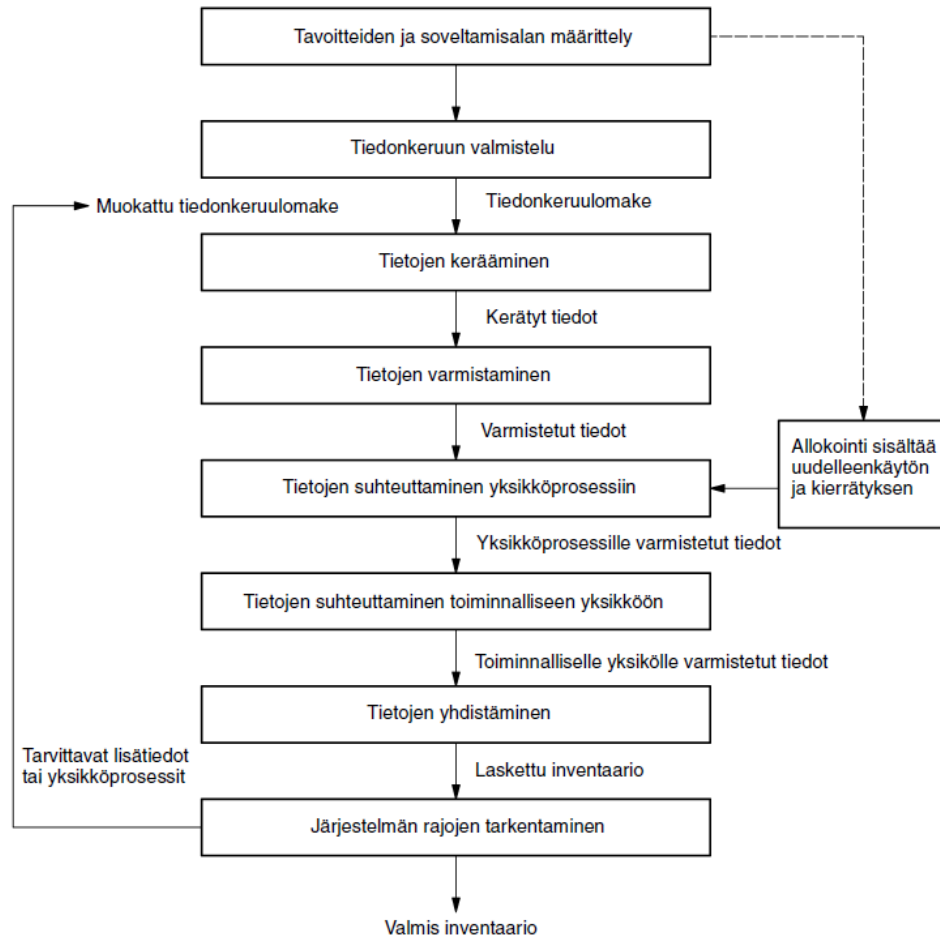 Tavoitteiden ja soveltamisalan määrittely
Tiedonkeruun valmistelu
Muokattu tiedonkeruulomake
Tiedonkeruulomake
Tietojen kerääminen
Kerätyt tiedot
Tietojen varmistaminen
Varmistetut tiedot
Allokointi sisältää
uudelleenkäytön
ja kierrätyksen
Tietojen suhteuttaminen yksikköprosessiin
Yksikköprosessille varmistetut tiedot
Tietojen suhteuttaminen toiminnalliseen yksikköön
Toiminnalliselle yksikölle varmistetut tiedot
Tietojen yhdistäminen
Tarvittavat lisätiedot
tai yksikköprosessit
Laskettu inventaario
Järjestelmän rajojen tarkentaminen
Valmis inventaario